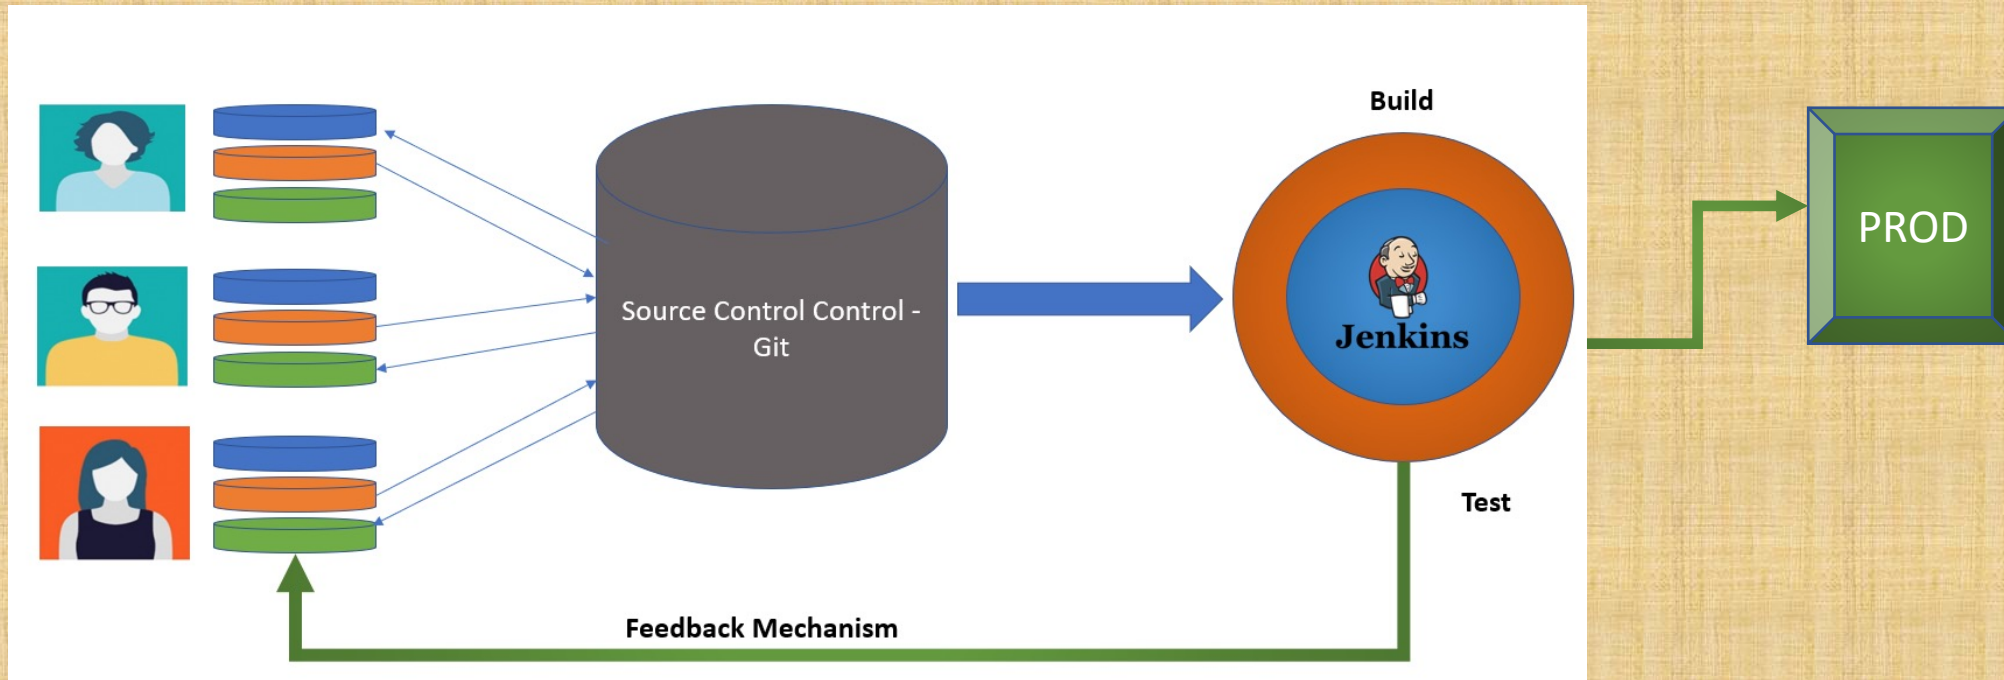 Build
Source Control Control -
Git
Jenkins
PROD
Test
Feedback Mechanism